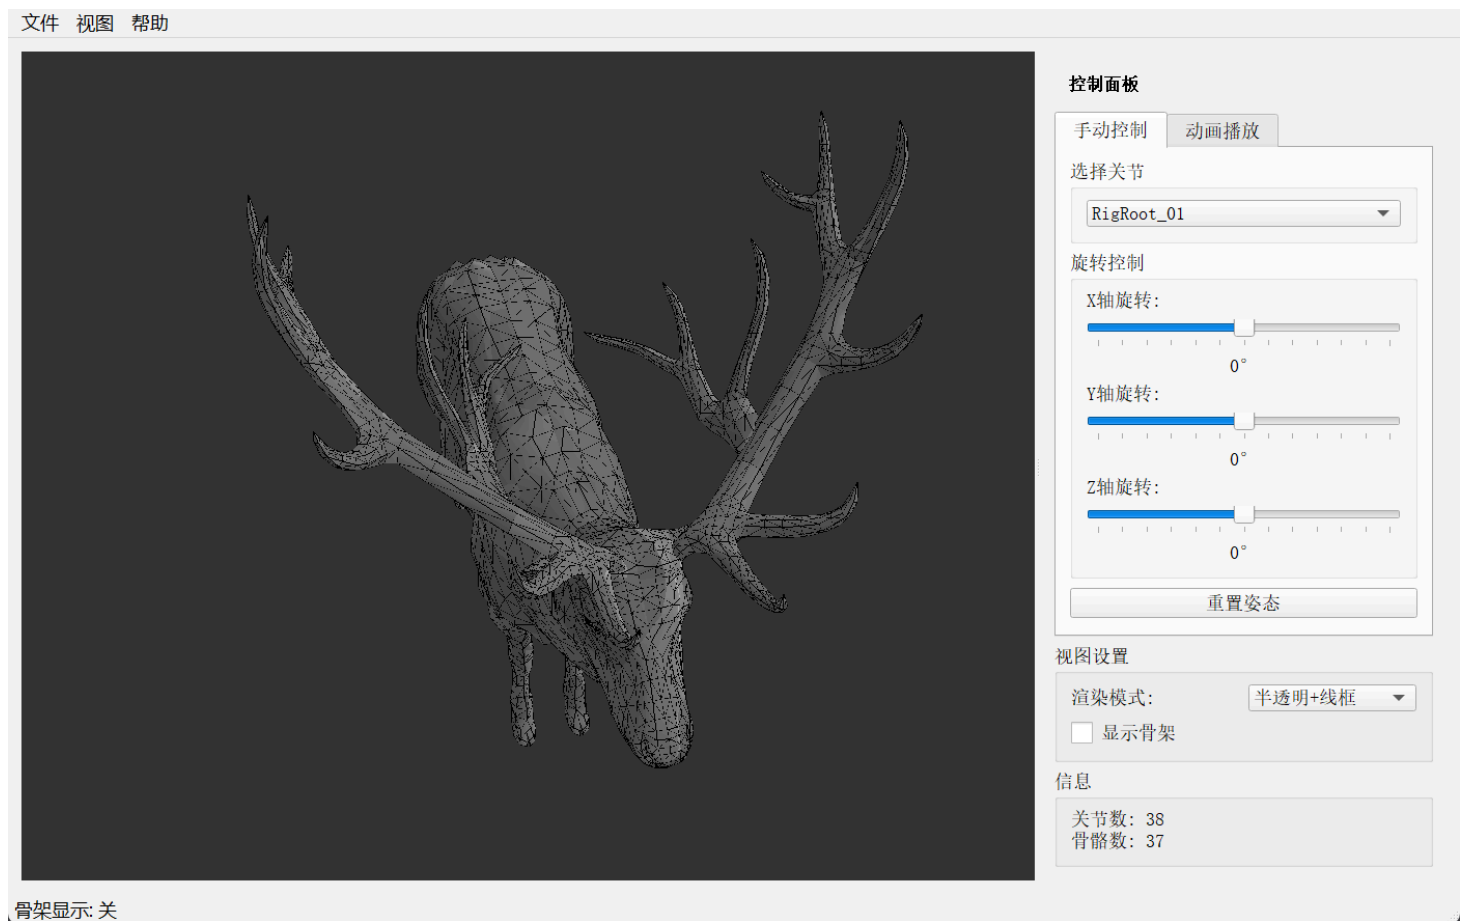 文件 视图 帮助
控制面板
手动控制 动画播放
选择关节
RigRoot_01
旋转控制
X轴旋转:
0°
Y轴旋转:
0°
Z轴旋转:
0°
重置姿态
视图设置
渲染模式: 半透明+线框
显示骨架
信息
关节数: 38
骨骼数: 37
骨架显示: 关